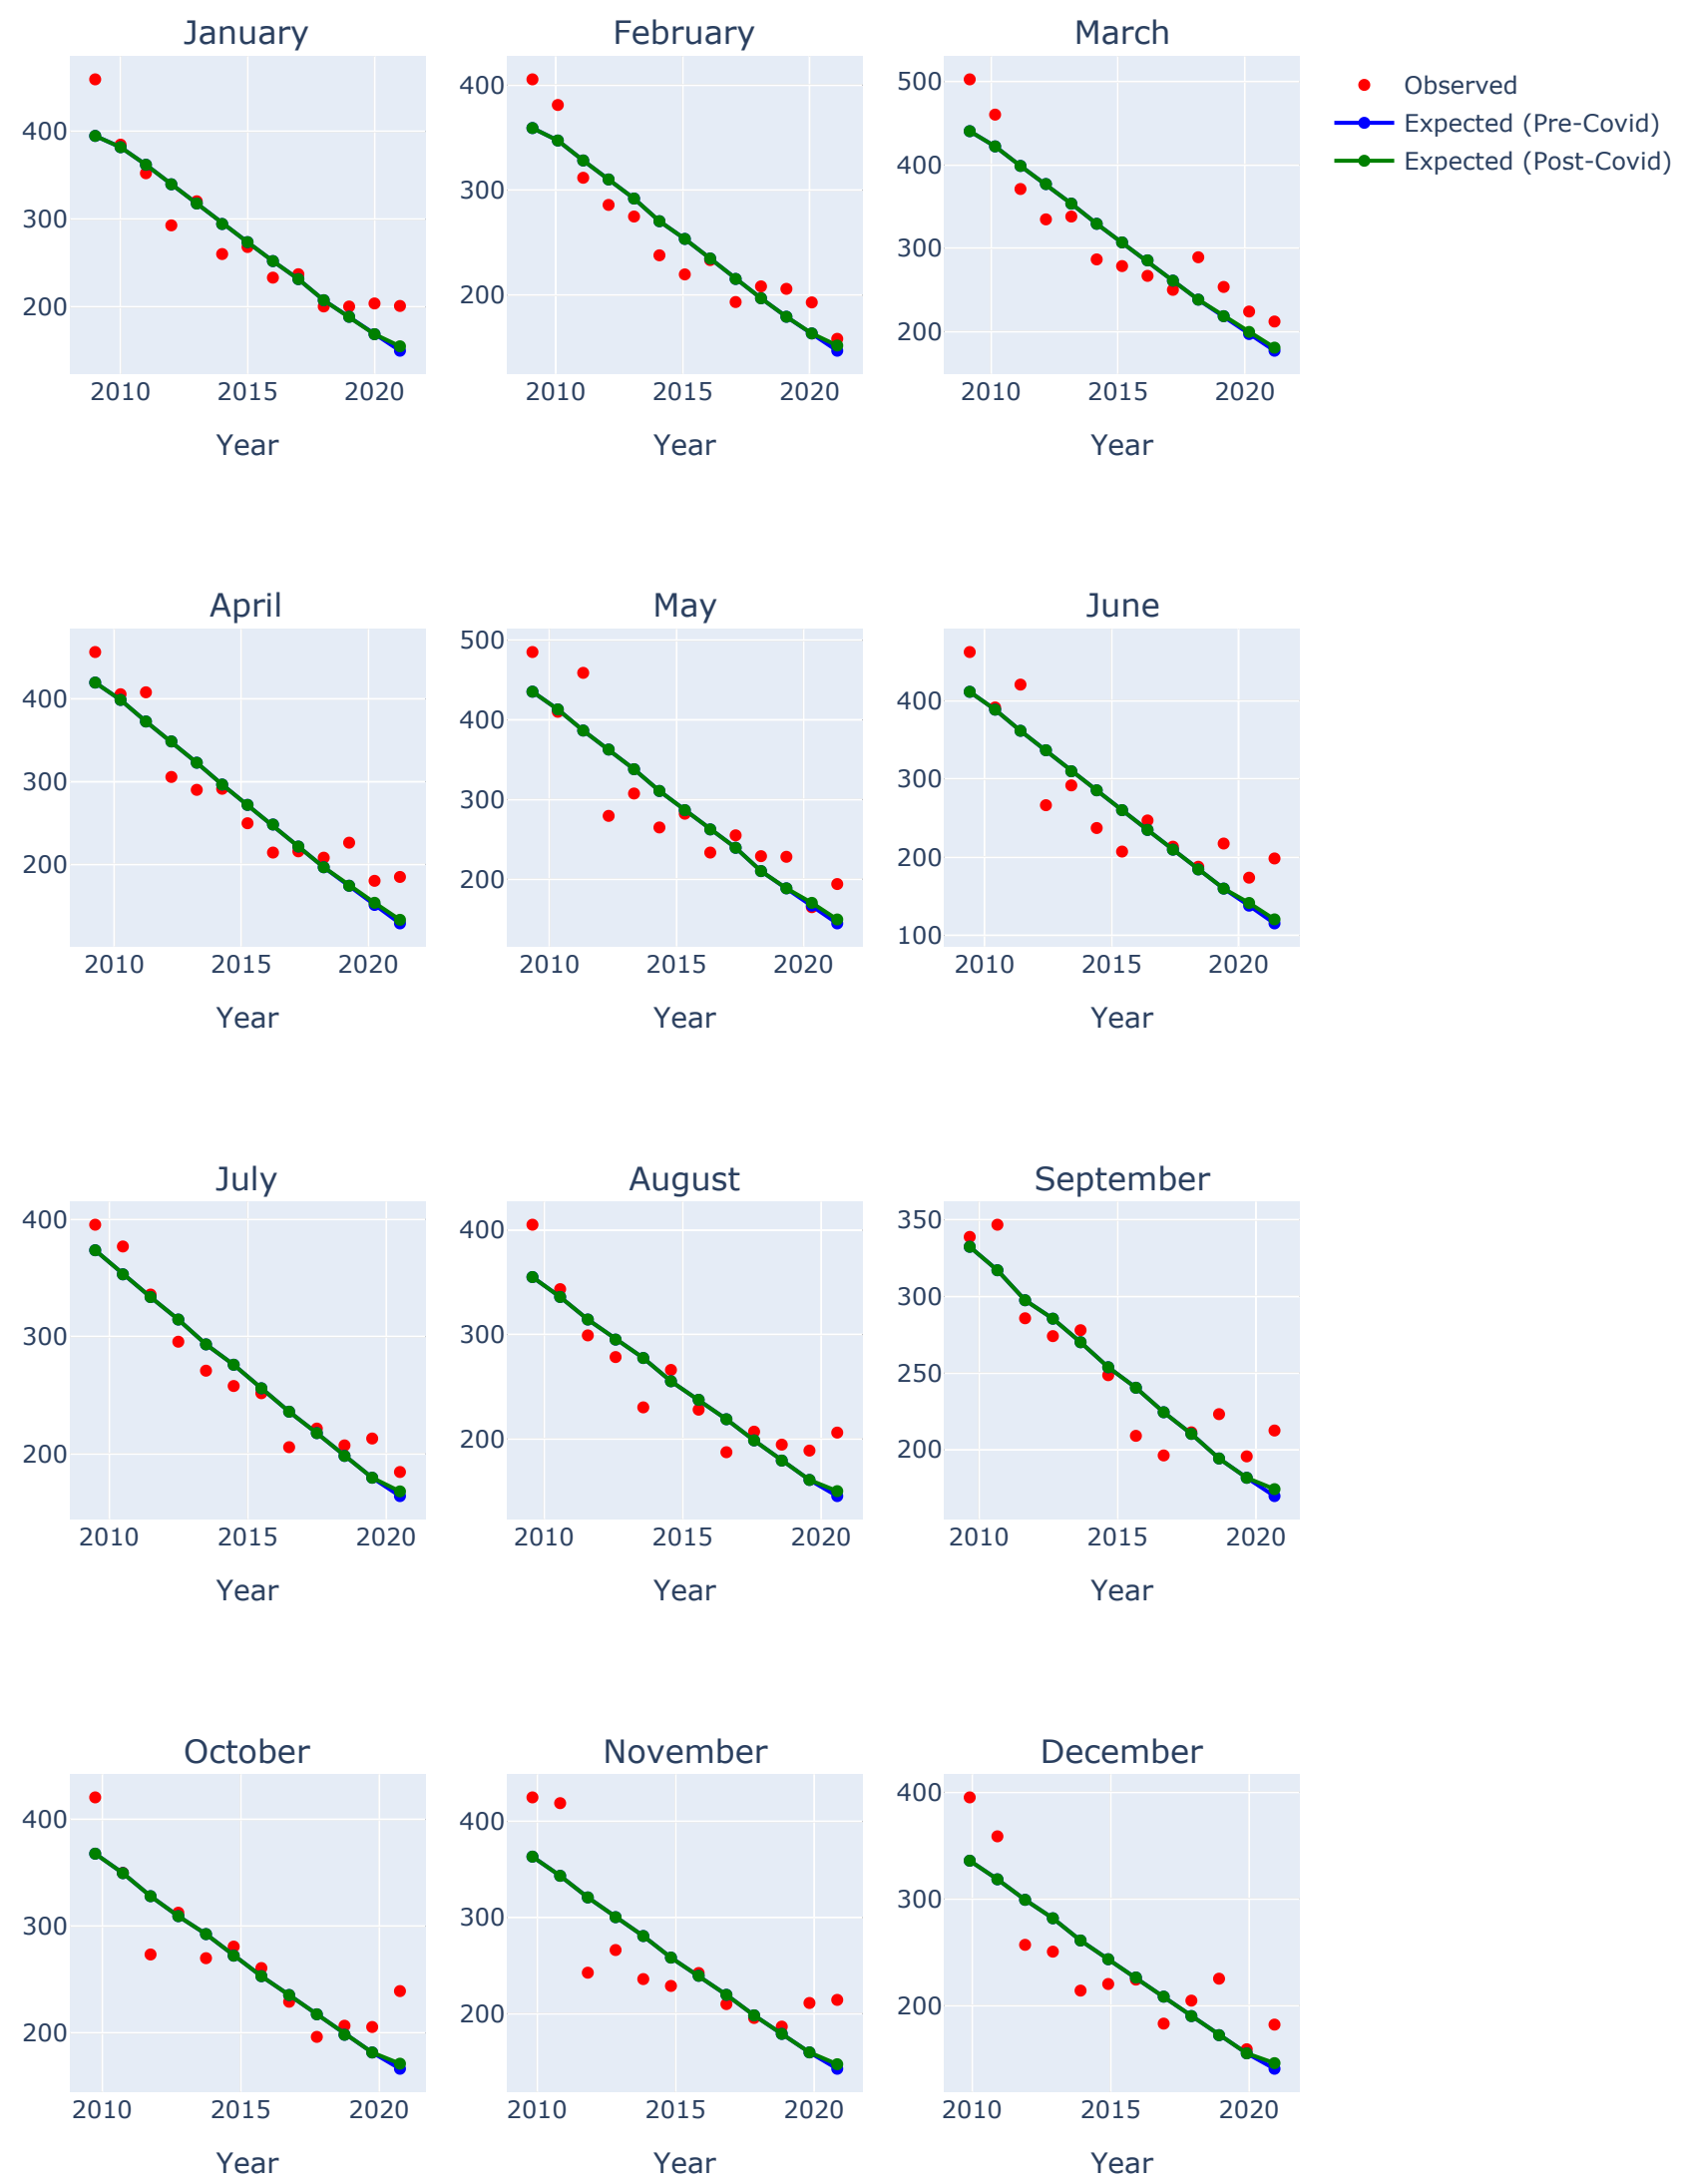 January
February
March
400
300
200
2010
2015
2020
Year
400
300
200
2010
2015
2020
Year
500
400
300
200
2010
2015
2020
Year
Observed
Expected (Pre-Covid)
Expected (Post-Covid)
April
May
June
400
300
200
2010
2015
2020
Year
500
400
300
200
2010
2015
2020
Year
400
300
200
100
2010
2015
2020
Year
July
August
September
400
300
200
2010
2015
2020
Year
400
300
200
2010
2015
2020
Year
350
300
250
200
2010
2015
2020
Year
October
November
December
400
300
200
2010
2015
2020
Year
400
300
200
2010
2015
2020
Year
400
300
200
2010
2015
2020
Year